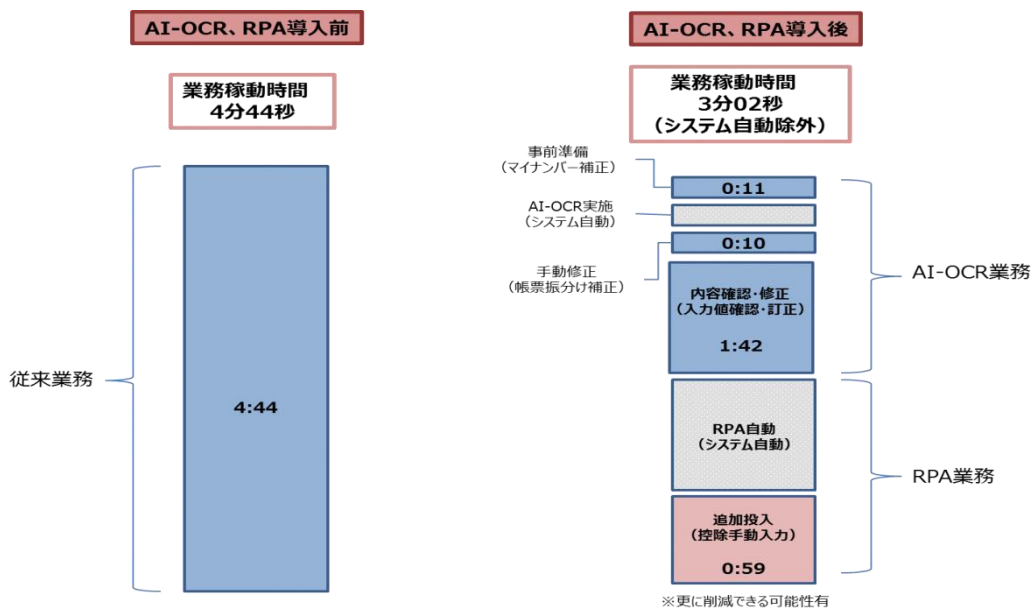 AI-OCR、RPA導入前
業務稼動時間
4分44秒
従来業務
4:44
AI-OCR、RPA導入後
業務稼動時間
3分02秒
(システム自動除外)
事前準備
(マイナンバー補正)
0:11
AI-OCR実施
(システム自動)
0:10
手動修正
(帳票振分け補正)
内容確認・修正
(入力値確認・訂正)
1:42
AI-OCR業務
RPA自動
(システム自動)
RPA業務
追加投入
(控除手動入力)
0:59
※更に削減できる可能性有